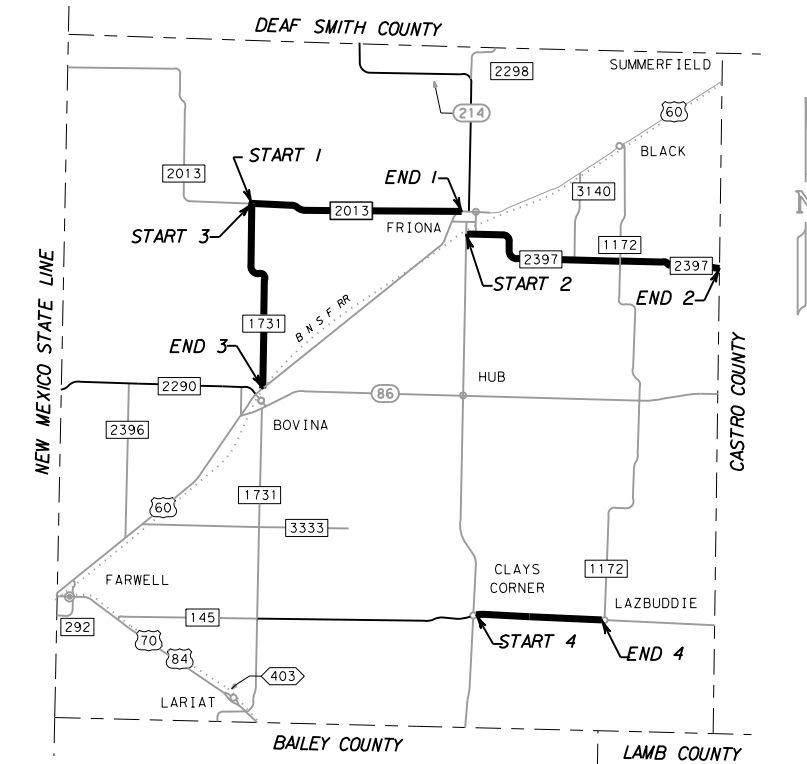 DEAF SMITH COUNTY
SUMMERFIELD
2298
60
214
BLACK
START 1
END 1
2013
3140
2013
START 3
FRIONA
1172
2397
2397
START 2
END 2
NEW MEXICO STATE LINE
BNSF RR
1731
END 3
CASTRO COUNTY
HUB
2290
86
2396
BOVINA
1731
60
3333
CLAYS
CORNER
1172
FARWELL
LAZBUDDIE
292
145
70
START 4
84
END 4
403
LARIAT
BAILEY COUNTY
LAMB COUNTY